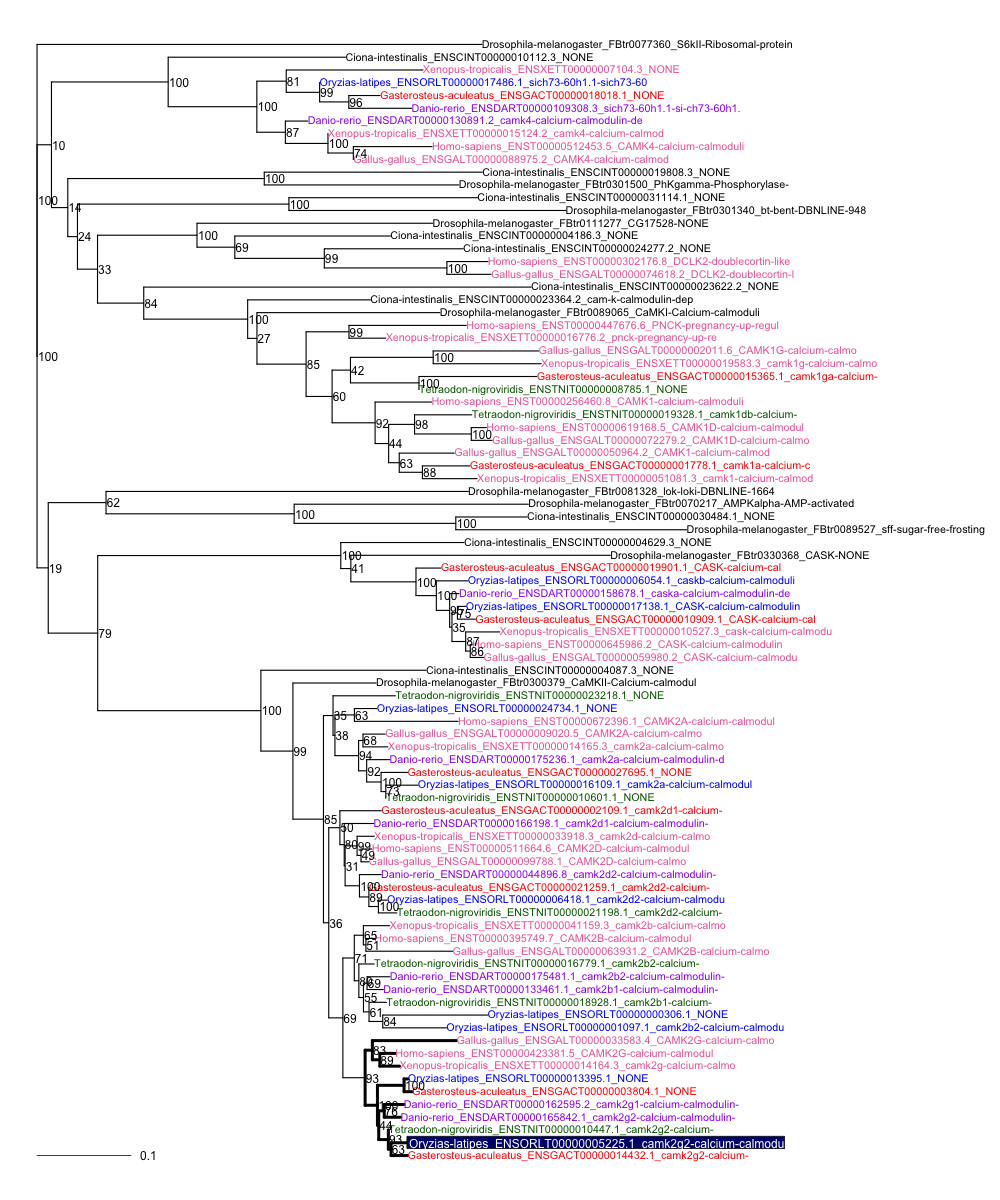 Drosophila-melanogaster_FBtr0077360_S6kII-Ribosomal-protein
Ciona-intestinalis_ENSCINT00000010112.3_NONE
Xenopus-tropicalis_ENSXETT00000007104.3_NONE
100
81
Oryzias-latipes_ENSORLT00000017486.1_sich73-60h1.1-sich73-60
99
Gasterosteus-aculeatus_ENSGACT00000018018.1_NONE
96
100
Danio-rerio_ENSDART00000109308.3_sich73-60h1.1-si-ch73-60h1.
Danio-rerio_ENSDART00000130891.2_camk4-calcium-calmodulin-de
87
Xenopus-tropicalis_ENSXETT00000015124.2_camk4-calcium-calmod
10
100
Homo-sapiens_ENST00000512453.5_CAMK4-calcium-calmoduli
74
Gallus-gallus_ENSGALT00000088975.2_CAMK4-calcium-calmod
Ciona-intestinalis_ENSCINT00000019808.3_NONE
100
Drosophila-melanogaster_FBtr0301500_PhKgamma-Phosphorylase-
100
14
Ciona-intestinalis_ENSCINT00000031114.1_NONE
100
Drosophila-melanogaster_FBtr0301340_bt-bent-DBNLINE-948
24
Drosophila-melanogaster_FBtr0111277_CG17528-NONE
100
Ciona-intestinalis_ENSCINT00000004186.3_NONE
69
Ciona-intestinalis_ENSCINT00000024277.2_NONE
99
Homo-sapiens_ENST00000302176.8_DCLK2-doublecortin-like
33
100
Gallus-gallus_ENSGALT00000074618.2_DCLK2-doublecortin-l
Ciona-intestinalis_ENSCINT00000023622.2_NONE
84
Ciona-intestinalis_ENSCINT00000023364.2_cam-k-calmodulin-dep
100
Drosophila-melanogaster_FBtr0089065_CaMKI-Calcium-calmoduli
27
Homo-sapiens_ENST00000447676.6_PNCK-pregnancy-up-regul
99
Xenopus-tropicalis_ENSXETT00000016776.2_pnck-pregnancy-up-re
100
85
Gallus-gallus_ENSGALT00000002011.6_CAMK1G-calcium-calmo
100
Xenopus-tropicalis_ENSXETT00000019583.3_camk1g-calcium-calmo
42
Gasterosteus-aculeatus_ENSGACT00000015365.1_camk1ga-calcium-
100
Tetraodon-nigroviridis_ENSTNIT00000008785.1_NONE
60
Homo-sapiens_ENST00000256460.8_CAMK1-calcium-calmoduli
92
Tetraodon-nigroviridis_ENSTNIT00000019328.1_camk1db-calcium-
98
Homo-sapiens_ENST00000619168.5_CAMK1D-calcium-calmodul
100
44
Gallus-gallus_ENSGALT00000072279.2_CAMK1D-calcium-calmo
Gallus-gallus_ENSGALT00000050964.2_CAMK1-calcium-calmod
63
Gasterosteus-aculeatus_ENSGACT00000001778.1_camk1a-calcium-c
88
Xenopus-tropicalis_ENSXETT00000051081.3_camk1-calcium-calmod
Drosophila-melanogaster_FBtr0081328_lok-loki-DBNLINE-1664
62
Drosophila-melanogaster_FBtr0070217_AMPKalpha-AMP-activated
100
Ciona-intestinalis_ENSCINT00000030484.1_NONE
100
Drosophila-melanogaster_FBtr0089527_sff-sugar-free-frosting
Ciona-intestinalis_ENSCINT00000004629.3_NONE
100
Drosophila-melanogaster_FBtr0330368_CASK-NONE
19
41
Gasterosteus-aculeatus_ENSGACT00000019901.1_CASK-calcium-cal
100
Oryzias-latipes_ENSORLT00000006054.1_caskb-calcium-calmoduli
100
Danio-rerio_ENSDART00000158678.1_caska-calmodulin-de
Oryzias-latipes_ENSORLT00000017138.1_CASK-calcium-calmodulin
75
Gasterosteus-aculeatus_ENSGACT00000010909.1_CASK-calcium-cal
35
79
Xenopus-tropicalis_ENSXETT00000010527.3_cask-calcium-calmodu
87
Homo-sapiens_ENST00000645986.2_CASK-calcium-calmodulin
86
Gallus-gallus_ENSGALT00000059980.2_CASK-calcium-calmodu
Ciona-intestinalis_ENSCINT00000004087.3_NONE
Drosophila-melanogaster_FBtr0300379_CaMKII-Calcium-calmodul
Tetraodon-nigroviridis_ENSTNIT00000023218.1_NONE
100
Oryzias-latipes_ENSORLT00000024734.1_NONE
35
63
Homo-sapiens_ENST00000672396.1_CAMK2A-calcium-calmodul
38
Gallus-gallus_ENSGALT00000009020.5_CAMK2A-calcium-calmo
68
Xenopus-tropicalis_ENSXETT00000014165.3_camk2a-calcium-calmo
99
94
Danio-rerio_ENSDART00000175236.1_camk2a-calcium-calmodulin-d
92
Gasterosteus-aculeatus_ENSGACT00000027695.1_NONE
100
Oryzias-latipes_ENSORLT00000016109.1_camk2a-calcium-calmodul
73
Tetraodon-nigroviridis_ENSTNIT00000010601.1_NONE
Gasterosteus-aculeatus_ENSGACT00000002109.1_camk2d1-calcium-
85
50
Danio-rerio_ENSDART00000166198.1_camk2d1-calcium-calmodulin-
Xenopus-tropicalis_ENSXETT00000033918.3_camk2d-calcium-calmo
80
99
Homo-sapiens_ENST00000511664.6_CAMK2D-calcium-calmodul
49
Gallus-gallus_ENSGALT00000099788.1_CAMK2D-calcium-calmo
31
Danio-rerio_ENSDART00000044896.8_camk2d2-calcium-calmodulin-
100
Gasterosteus-aculeatus_ENSGACT00000021259.1_camk2d2-calcium-
89
Oryzias-latipes_ENSORLT00000006418.1_camk2d2-calcium-calmodu
100
Tetraodon-nigroviridis_ENSTNIT00000021198.1_camk2d2-calcium-
36
Xenopus-tropicalis_ENSXETT00000041159.3_camk2b-calcium-calmo
65
Homo-sapiens_ENST00000395749.7_CAMK2B-calcium-calmodul
51
Gallus-gallus_ENSGALT00000063931.2_CAMK2B-calcium-calmo
71
Tetraodon-nigroviridis_ENSTNIT00000016779.1_camk2b2-calcium-
Danio-rerio_ENSDART00000175481.1_camk2b2-calcium-calmodulin-
69
Danio-rerio_ENSDART00000133461.1_camk2b1-calcium-calmodulin-
55
Tetraodon-nigroviridis_ENSTNIT00000018928.1_camk2b1-calcium-
61
Oryzias-latipes_ENSORLT00000000306.1_NONE
69
84
Oryzias-latipes_ENSORLT00000001097.1_camk2b2-calcium-calmodu
Gallus-gallus_ENSGALT00000033583.4_CAMK2G-calcium-calmo
83
Homo-sapiens_ENST00000423381.5_CAMK2G-calcium-calmodul
89
Xenopus-tropicalis_ENSXETT00000014164.3_camk2g-calcium-calmo
93
Oryzias-latipes_ENSORLT00000013395.1_NONE
100
Gasterosteus-aculeatus_ENSGACT00000003804.1_NONE
Danio-rerio_ENSDART00000162595.2_camk2g1-calcium-calmodulin-
76
Danio-rerio_ENSDART00000165842.1_camk2g2-calcium-calmodulin-
44
Tetraodon-nigroviridis_ENSTNIT00000010447.1_camk2g2-calcium-
93
Oryzias-latipes_ENSORLT00000005225.1_camk2g2-calcium-calmodu
63
Gasterosteus-aculeatus_ENSGACT00000014432.1_camk2g2-calcium-
0.1